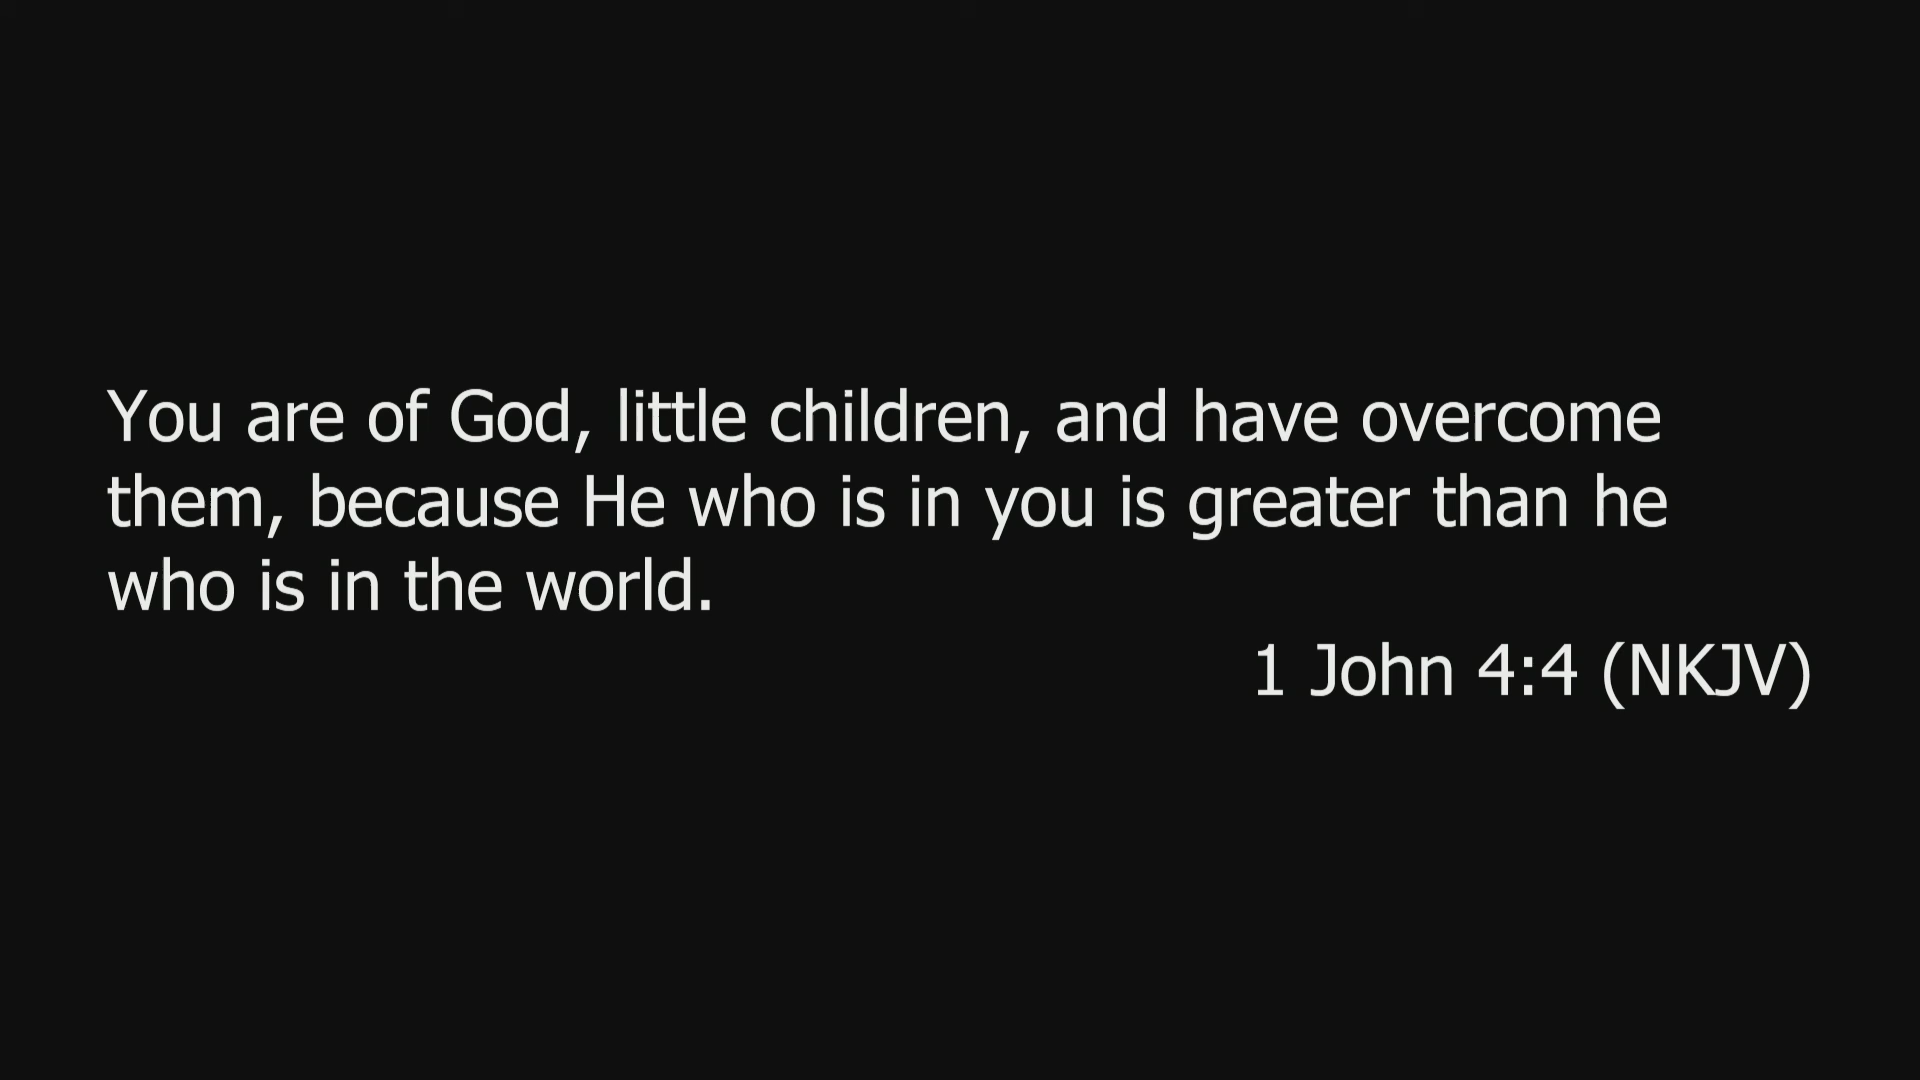 You are of God, little children, and have overcome
them, because He who is in you is greater than he
who is in the world.
1 John 4:4 (NKJV)